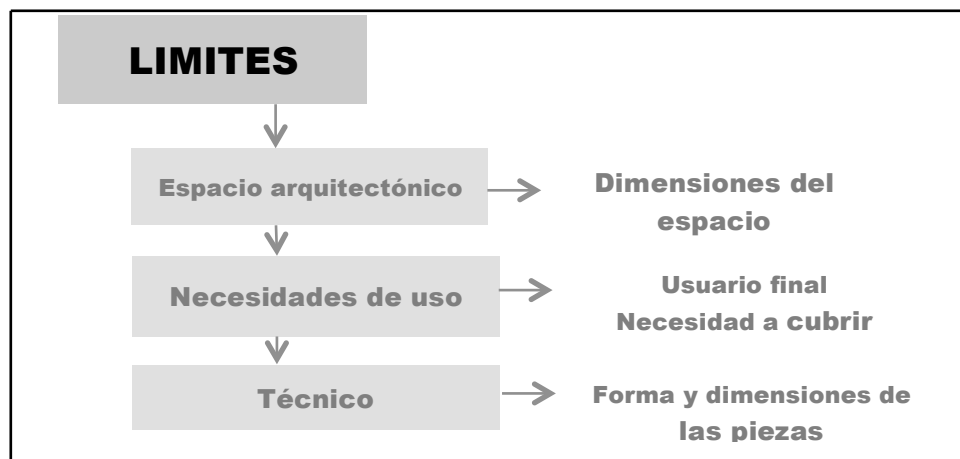 LIMITES
Espacio arquitectónico
Dimensiones del
espacio
Necesidades de uso
Usuario final
Necesidad a cubrir
Técnico
Forma y dimensiones de
las piezas